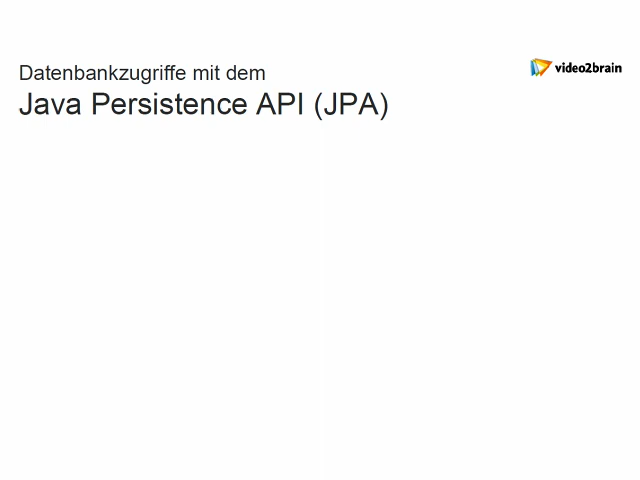 Datenbankzugriffe mit dem
Java Persistence API (JPA)
video2brain